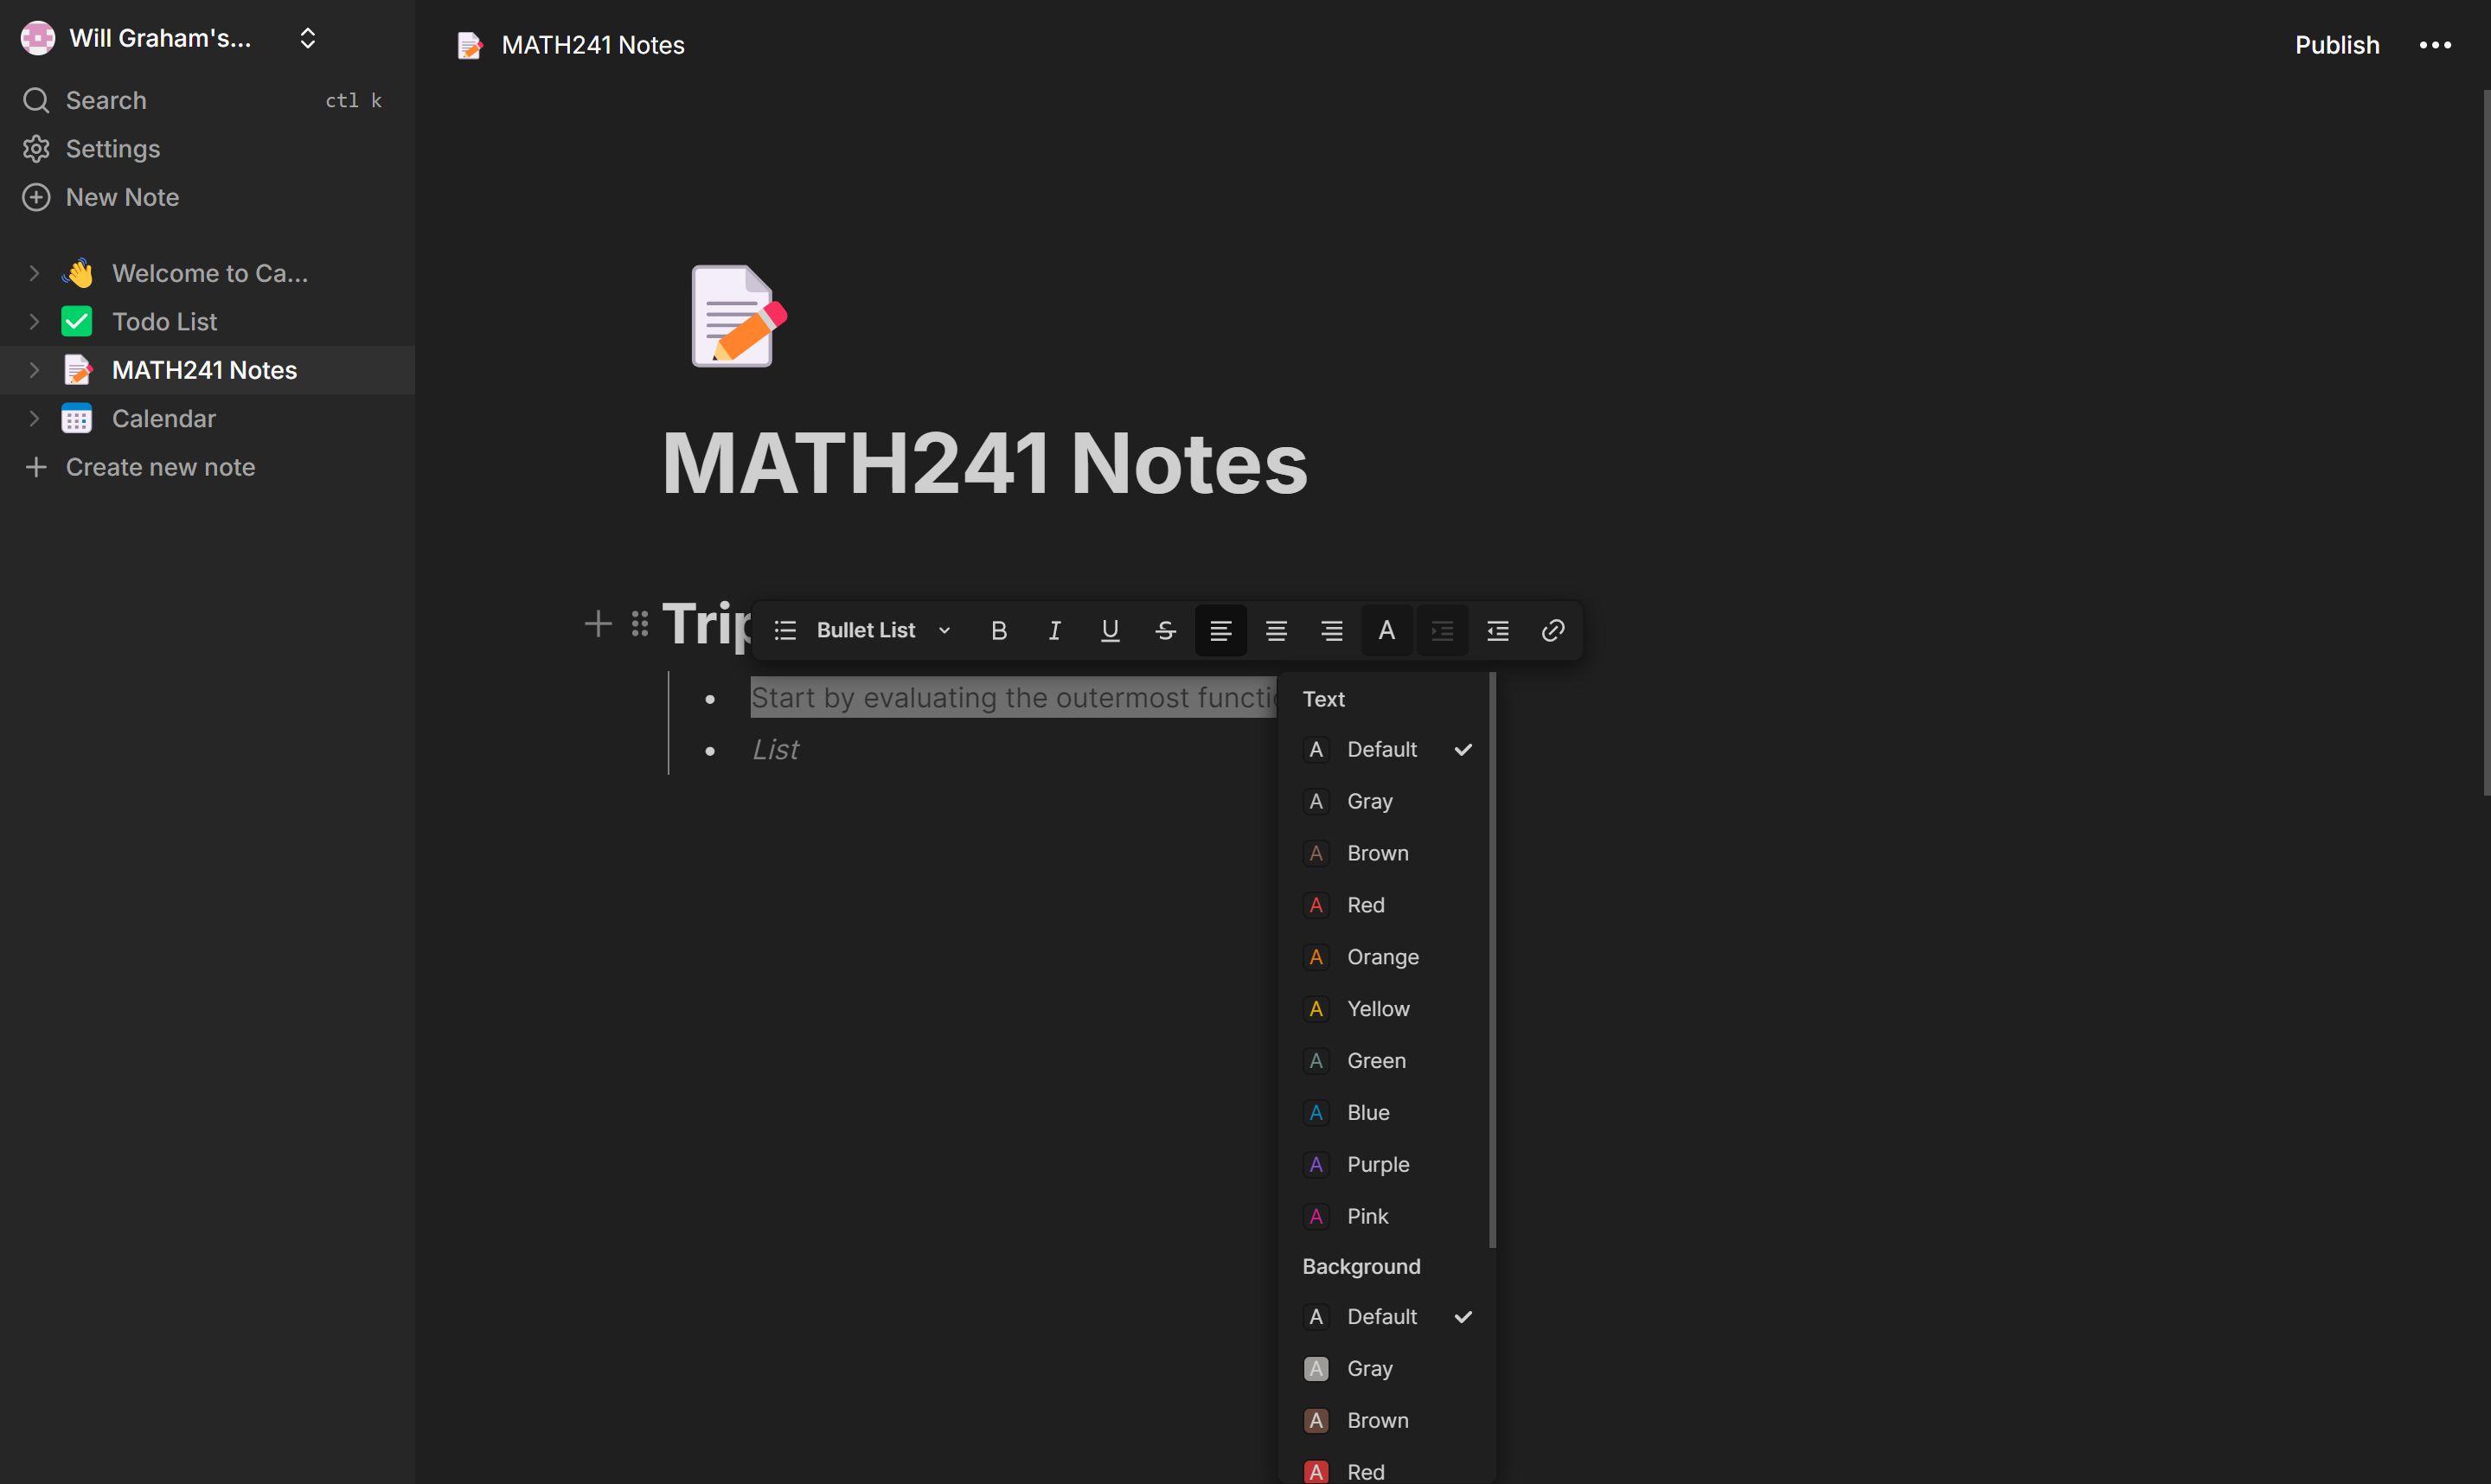 Will Graham's...
Search ctl k
Settings
New Note
Welcome to Ca...
Todo List
MATH241 Notes
Calendar
Create new note
MATH241 Notes
Publish
MATH241 Notes
Bullet List B I U S A
Start by evaluating the outermost
List
Text
A Default
A Gray
A Brown
A Red
A Orange
A Yellow
A Green
A Blue
A Purple
A Pink
Background
A Default
A Gray
A Brown
A Red